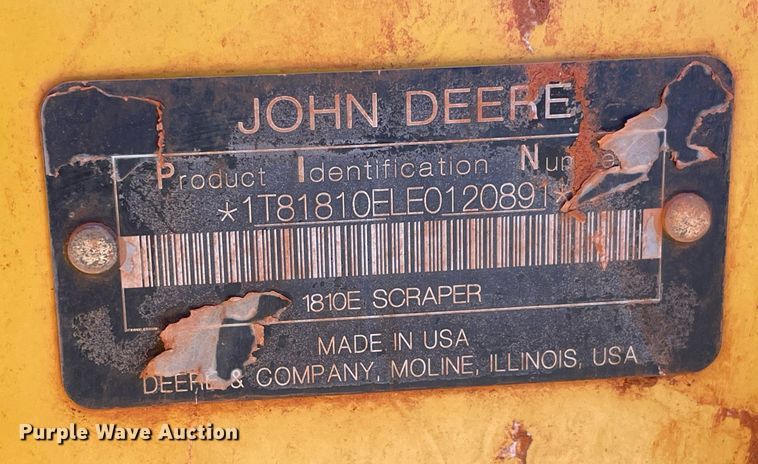 JOHN DEERE
Product Identification
*1T81810ELE0120891*
1810E SCRAPER
MADE IN USA
DEERE & COMPANY, MOLINE, ILLINOIS, USA
Purple Wave Auction